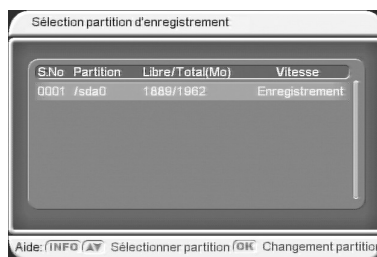 Sélection partition d'enregistrement
S.No Partition Libre/Total(Mo) Vitesse
0001 /sda0 1889/1962 Enregistrement
Aide: INFO ▲▼ Sélectionner partition OK Changement partition